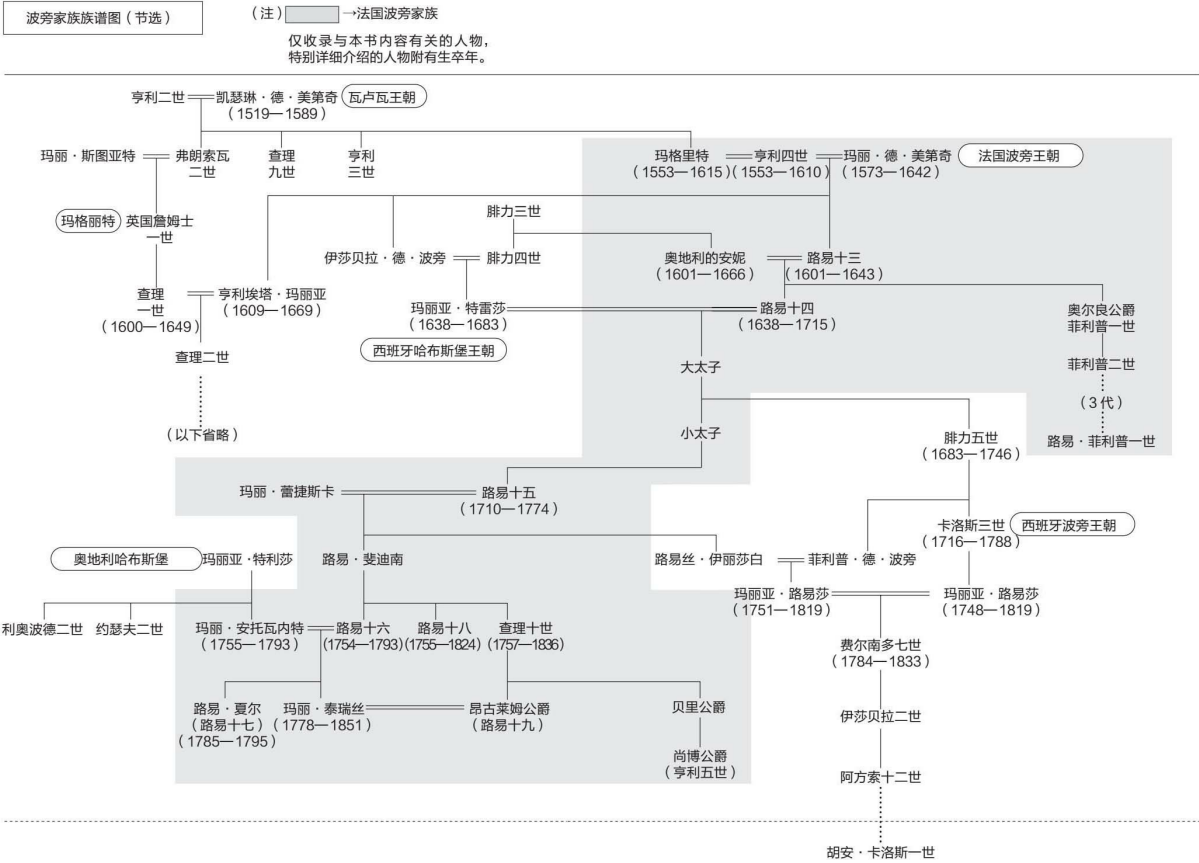 波旁家族族谱图（节选）
（注） →法国波旁家族
仅收录与本书内容有关的人物，
特别详细介绍的人物附有生卒年。
亨利二世 凯瑟琳·德·美第奇 瓦卢瓦王朝
（1519—1589）
玛丽·斯图亚特 弗朗索瓦 查理 亨利 玛格里特 亨利四世 玛丽·德·美第奇 法国波旁王朝
二世 九世 三世 （1553—1615） （1553—1610） （1573—1642）
腓力三世
玛格丽特 英国詹姆士
一世
伊莎贝拉·德·波旁 腓力四世 奥地利的安妮 路易十三
（1601—1666） （1601—1643）
查理 亨利埃塔·玛丽亚 玛丽亚·特雷莎 路易十四 奥尔良公爵
一世 （1609—1669） （1638—1683） （1638—1715） 菲利普一世
（1600—1649）
西班牙哈布斯堡王朝
查理二世 大太子 菲利普二世
（3代）
（以下省略） 小太子 腓力五世 路易·菲利普一世
（1683—1746）
玛丽·蕾捷斯卡 路易十五
（1710—1774）
卡洛斯三世 西班牙波旁王朝
（1716—1788）
奥地利哈布斯堡 玛丽亚·特利莎 路易·斐迪南 路易丝·伊丽莎白 菲利普·德·波旁
玛丽亚·路易莎 玛丽亚·路易莎
（1751—1819） （1748—1819）
利奥波德二世 约瑟夫二世 玛丽·安托瓦内特 路易十六 路易十八 查理十世
（1755—1793） (1754—1793) (1755—1824) (1757—1836)
费尔南多七世
（1784—1833）
路易·夏尔 玛丽·泰瑞丝 昂古莱姆公爵 贝里公爵 伊莎贝拉二世
（路易十七） （1778—1851） （路易十九）
（1785—1795）
尚博公爵
（亨利五世）
阿方索十二世
胡安·卡洛斯一世